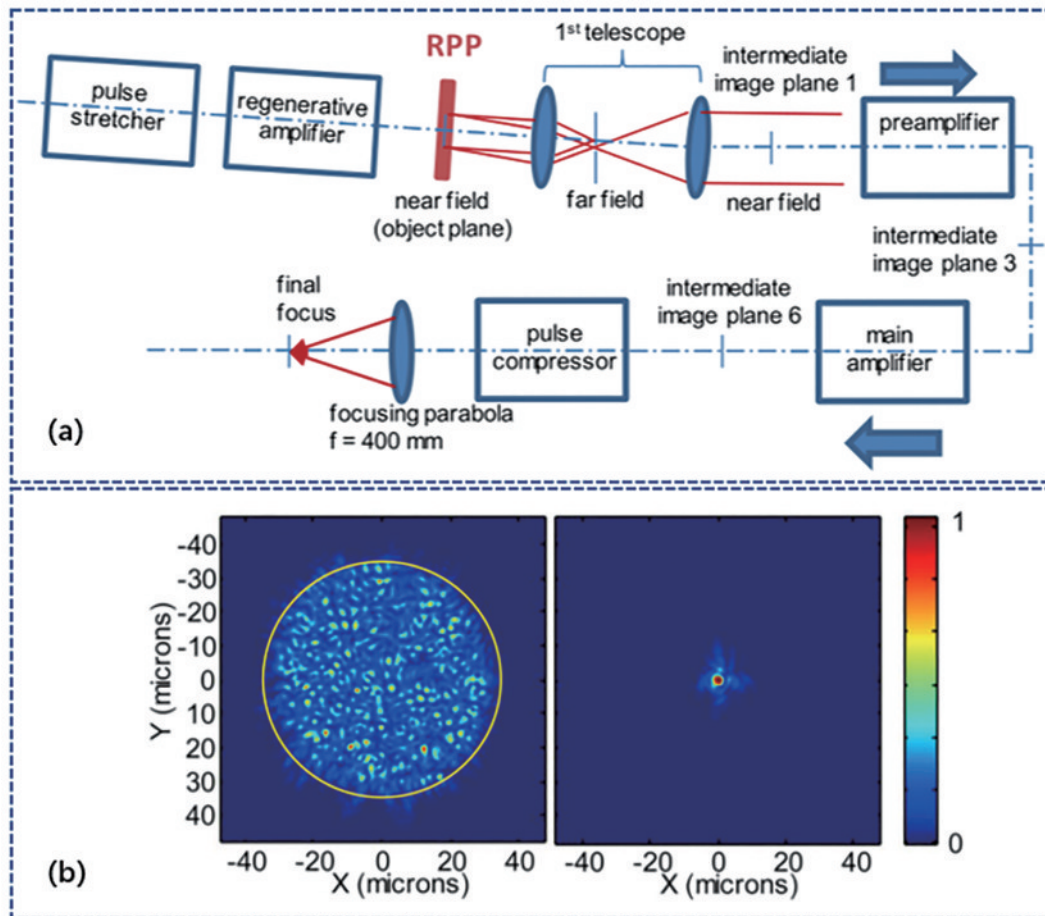 pulse
stretcher
regenerative
amplifier
RPP
near field
(object plane)
1st telescope
far field
intermediate
image plane 1
near field
preamplifier
intermediate
image plane 3
final
focus
focusing parabola
f = 400 mm
pulse
compressor
intermediate
image plane 6
main
amplifier
(a)
-40
-30
-20
-10
0
10
20
30
40
Y (microns)
-40 -20 0 20 40
X (microns)
-40 -20 0 20 40
X (microns)
1
0
(b)